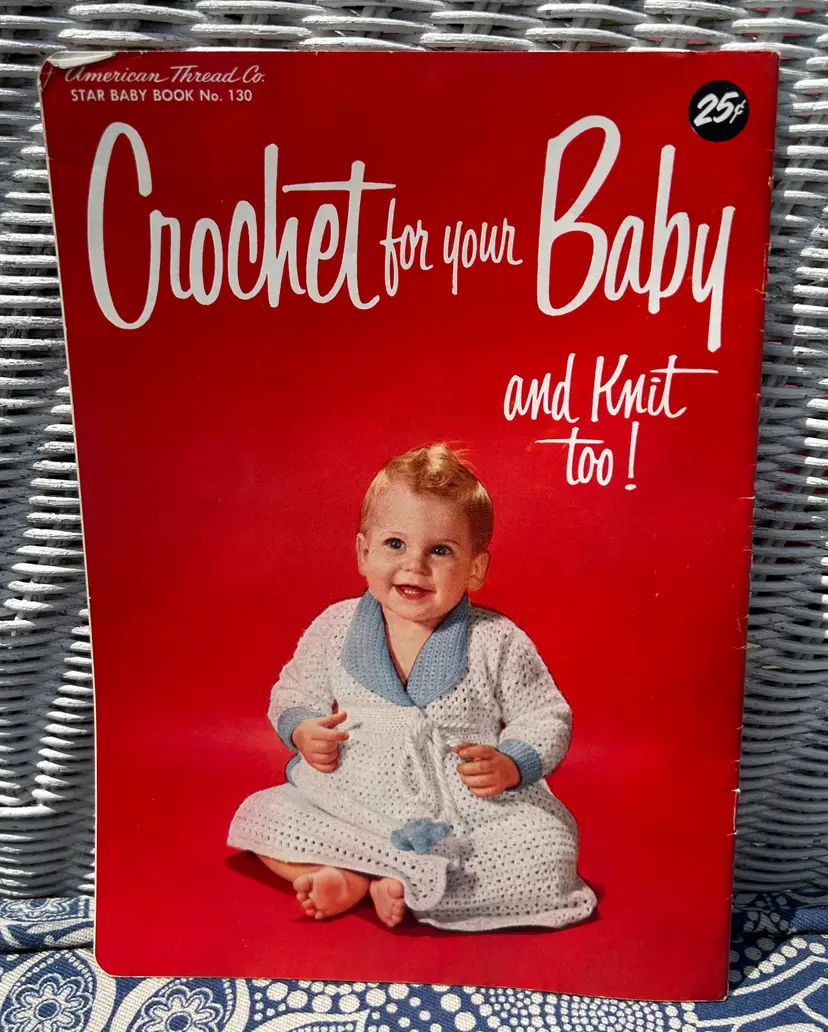 American Thread Co.
STAR BABY BOOK No. 130
25¢
Crochet for your Baby
and Knit
too!